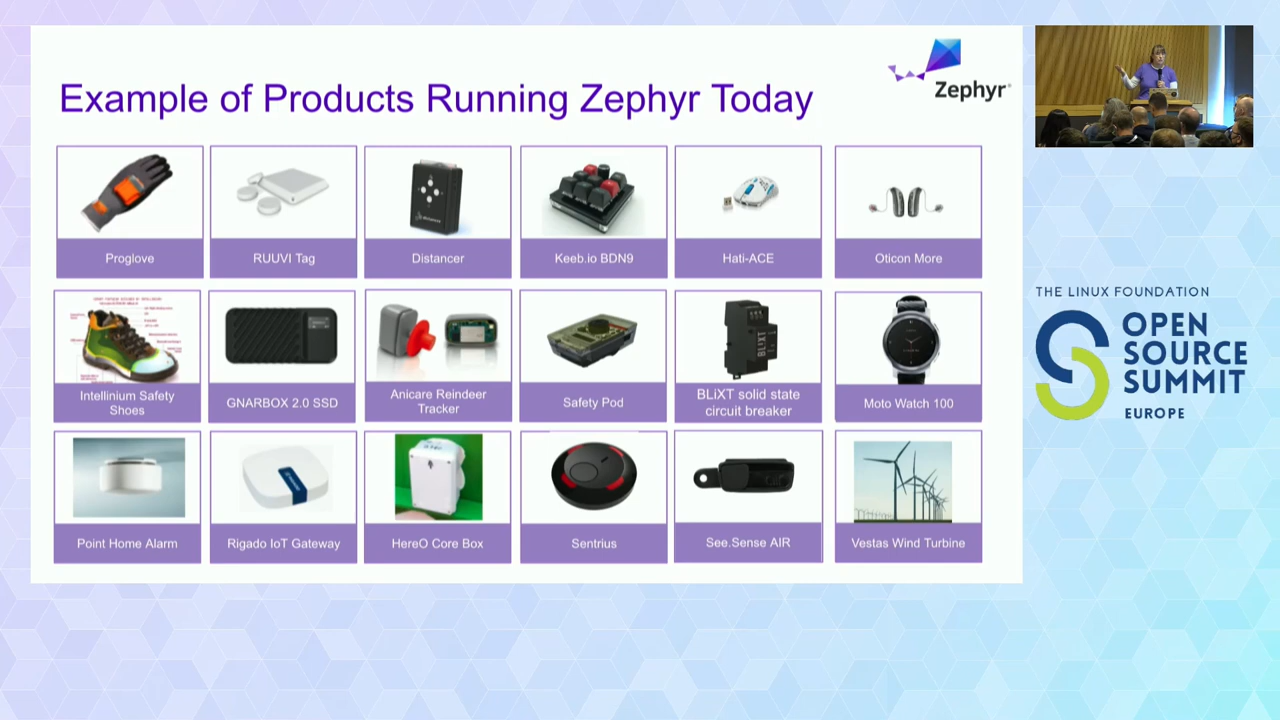 Example of Products Running Zephyr Today
Zephyr
Proglove
RUUVI Tag
Distancer
Keeb.io BDN9
Hati-ACE
Oticon More
Intellinium Safety
Shoes
GNARBOX 2.0 SSD
Anicare Reindeer
Tracker
Safety Pod
BLiXT
BLiXT solid state
circuit breaker
Moto Watch 100
Point Home Alarm
Rigado IoT Gateway
HereO Core Box
Sentrius
See.Sense AIR
Vestas Wind Turbine
THE LINUX FOUNDATION
OPEN
SOURCE
SUMMIT
EUROPE